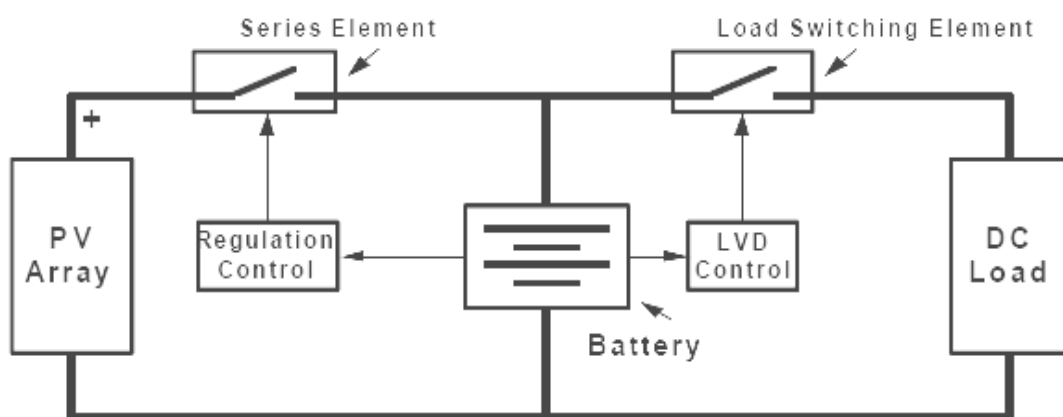 Series Element
Load Switching Element
+
PV
Array
Regulation
Control
LVD
Control
DC
Load
Battery